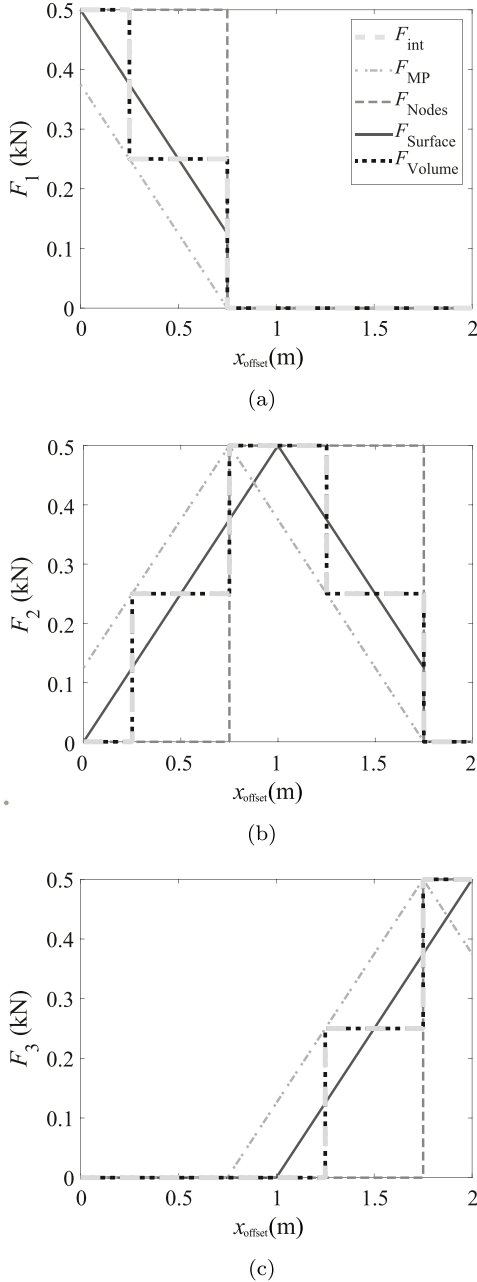 0.5
0.4
0.3
0.2
0.1
0
F1 (kN)
Fint
FMP
FNodes
FSurface
FVolume
0 0.5 1 1.5 2
xoffset(m)
(a)
0.5
0.4
0.3
0.2
0.1
0
F2 (kN)
0 0.5 1 1.5 2
xoffset(m)
(b)
0.5
0.4
0.3
0.2
0.1
0
F3 (kN)
0 0.5 1 1.5 2
xoffset(m)
(c)